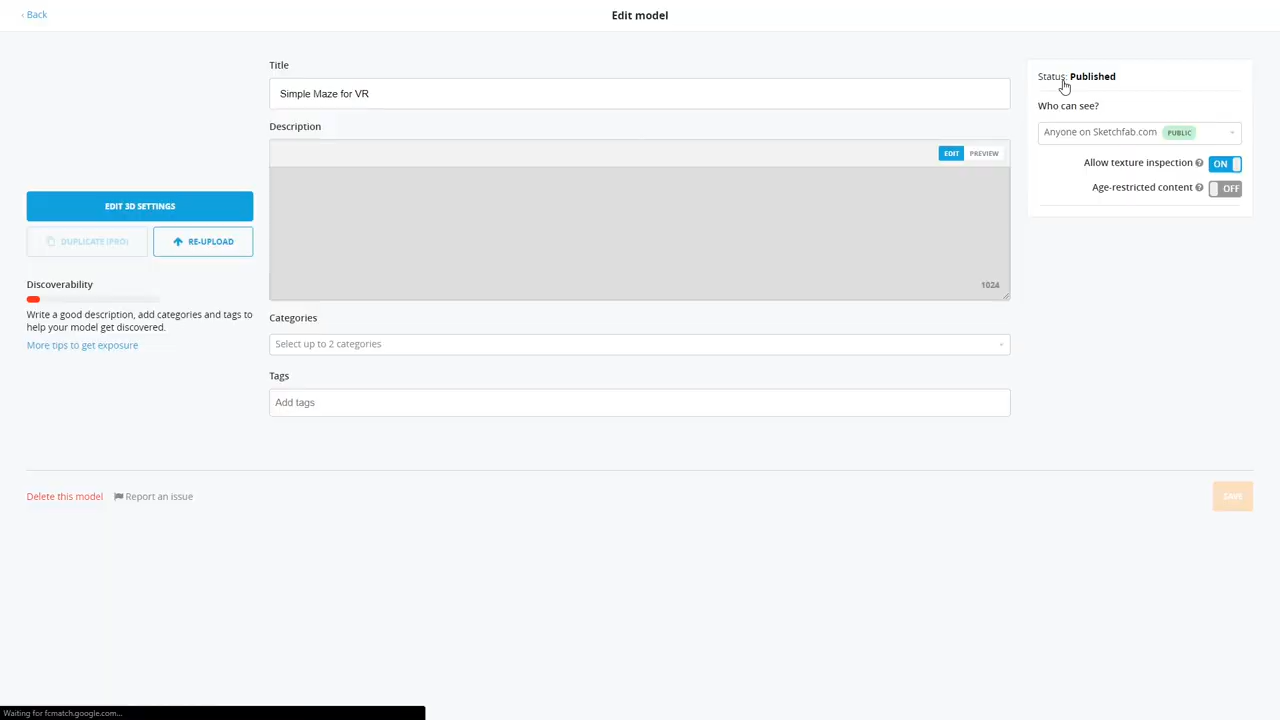 ‹ Back
Edit model
Title
Simple Maze for VR
Description
EDIT PREVIEW
1024
Categories
Select up to 2 categories
Tags
Add tags
EDIT 3D SETTINGS
DUPLICATE (PRO)
RE-UPLOAD
Discoverability
Write a good description, add categories and tags to
help your model get discovered.
More tips to get exposure
Status: Published
Who can see?
Anyone on Sketchfab.com PUBLIC
Allow texture inspection ? ON
Age-restricted content ? OFF
Delete this model
Report an issue
SAVE
Waiting for fcmatch.google.com...